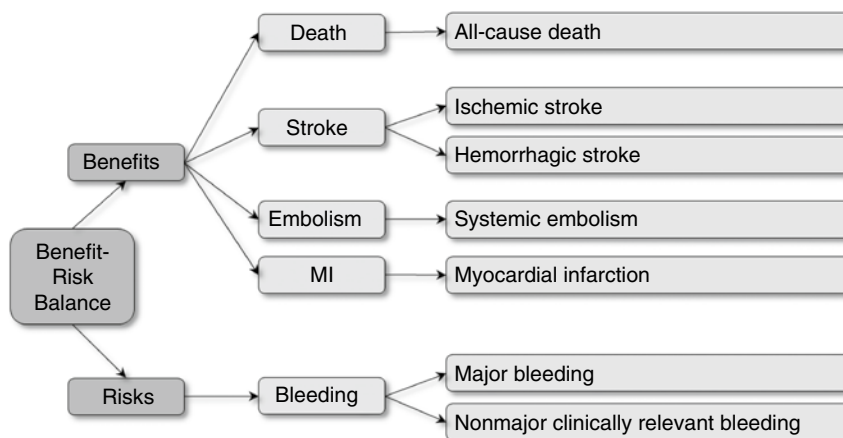 Death
All-cause death
Stroke
Ischemic stroke
Hemorrhagic stroke
Benefits
Embolism
Systemic embolism
Benefit-
Risk
Balance
MI
Myocardial infarction
Risks
Bleeding
Major bleeding
Nonmajor clinically relevant bleeding